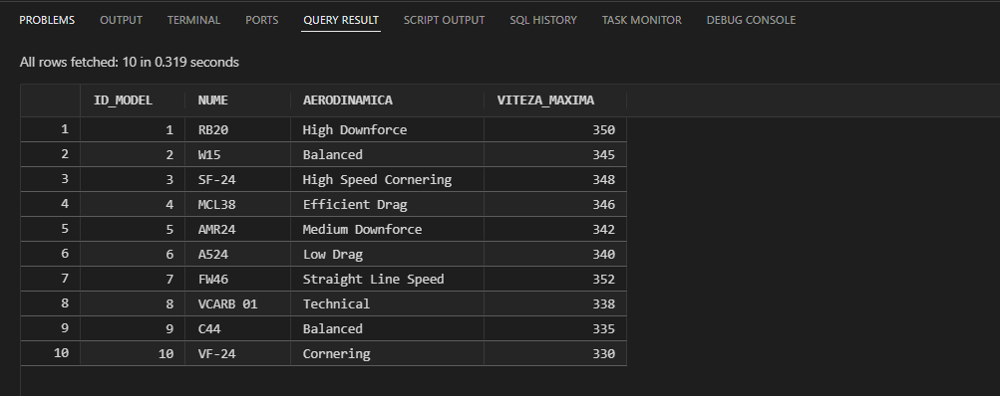 PROBLEMS OUTPUT TERMINAL PORTS QUERY RESULT SCRIPT OUTPUT SQL HISTORY TASK MONITOR DEBUG CONSOLE
All rows fetched: 10 in 0.319 seconds
ID_MODEL NUME AERODINAMICA VITEZA_MAXIMA
1 1 RB20 High Downforce 350
2 2 W15 Balanced 345
3 3 SF-24 High Speed Cornering 348
4 4 MCL38 Efficient Drag 346
5 5 AMR24 Medium Downforce 342
6 6 A524 Low Drag 340
7 7 FW46 Straight Line Speed 352
8 8 VCARB 01 Technical 338
9 9 C44 Balanced 335
10 10 VF-24 Cornering 330